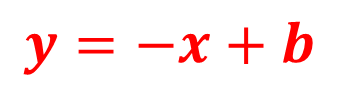 y = −x + b